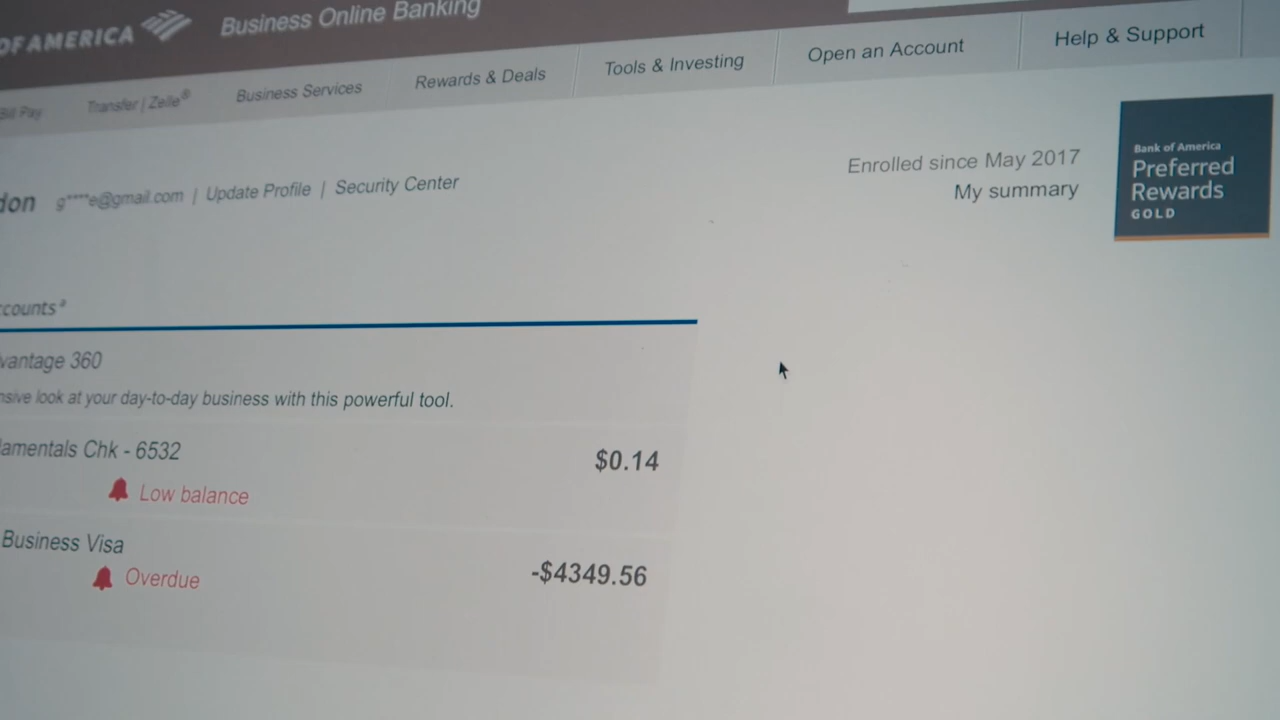 OF AMERICA Business Online Banking
Bill Pay Transfer | Zelle® Business Services Rewards & Deals Tools & Investing Open an Account Help & Support
don g****e@gmail.com | Update Profile | Security Center
Enrolled since May 2017
My summary
Bank of America
Preferred
Rewards
GOLD
ccounts
vantage 360
nsive look at your day-to-day business with this powerful tool.
lamentals Chk - 6532 $0.14
Low balance
Business Visa
Overdue -$4349.56